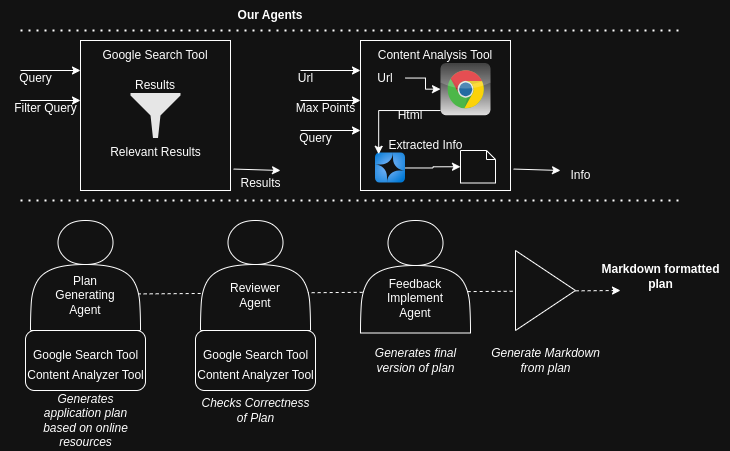 Our Agents
Google Search Tool
Query
Filter Query
Results
Relevant Results
Results
Content Analysis Tool
Url
Max Points
Query
Url
Html
Extracted Info
Info
Plan
Generating
Agent
Google Search Tool
Content Analyzer Tool
Generates
application plan
based on online
resources
Reviewer
Agent
Google Search Tool
Content Analyzer Tool
Checks Correctness
of Plan
Feedback
Implement
Agent
Generates final
version of plan
Generate Markdown
from plan
Markdown formatted
plan